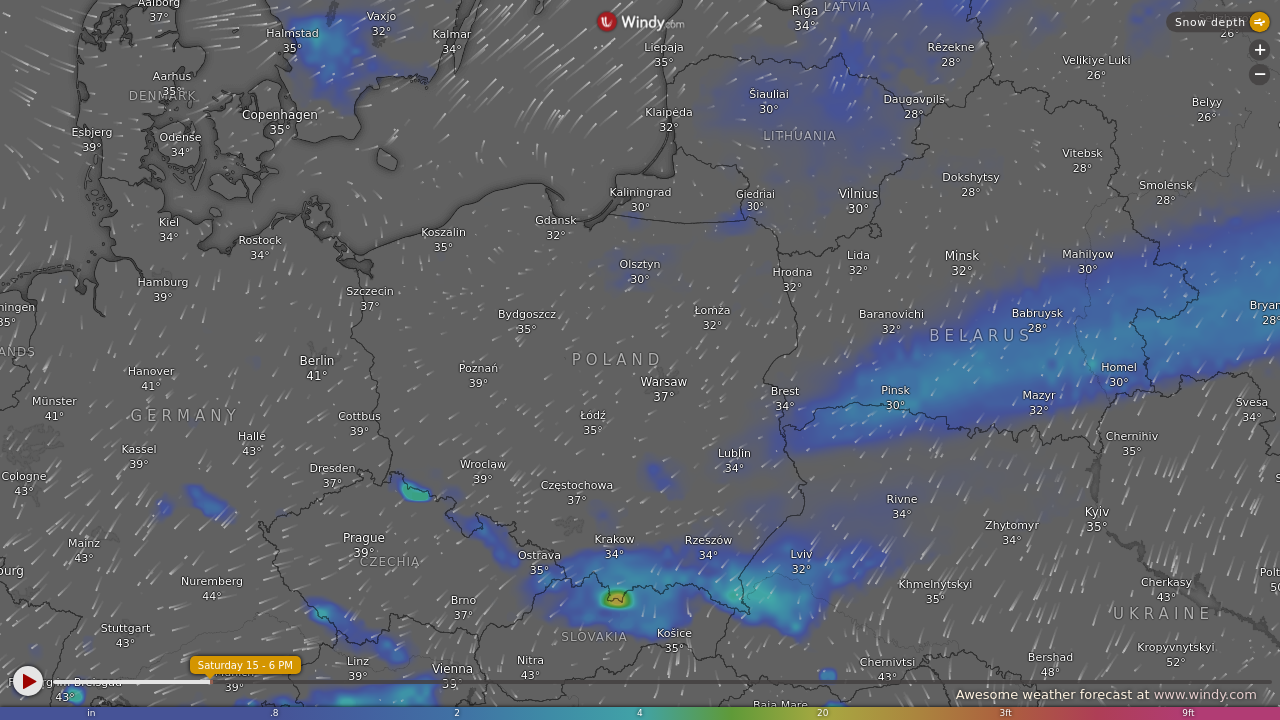 Aalborg
37°
Vaxjo
32°
Riga
34°
LATVIA
Windy.com
Snow depth
26°
Halmstad
35°
Kalmar
34°
Liepaja
35°
Rēzekne
28°
Velikiye Luki
26°
Aarhus
35°
DENMARK
Šiauliai
30°
Daugavpils
28°
Belyy
26°
Copenhagen
35°
Klaipėda
32°
Esbjerg
39°
Odense
34°
LITHUANIA
Vitebsk
28°
Dokshytsy
28°
Smolensk
28°
Kaliningrad
30°
Giedriai
30°
Vilnius
30°
Kiel
34°
Gdansk
32°
Koszalin
35°
Rostock
34°
Lida
32°
Minsk
32°
Mahilyow
30°
Olsztyn
30°
Hrodna
32°
Hamburg
39°
Szczecin
37°
ningen
35°
Bydgoszcz
35°
Łomża
32°
Baranovichi
32°
Babruysk
28°
Bryan
28°
BELARUS
ANDS
POLAND
Berlin
41°
Hanover
41°
Poznań
39°
Warsaw
37°
Homel
30°
Brest
34°
Pinsk
30°
Mazyr
32°
Münster
41°
GERMANY
Cottbus
39°
Łódź
35°
Svesa
34°
Halle
43°
Chernihiv
35°
Kassel
39°
Lublin
34°
Dresden
37°
Wroclaw
39°
Cologne
43°
Częstochowa
37°
Rivne
34°
Kyiv
35°
Zhytomyr
34°
Mainz
43°
Prague
39°
CZECHIA
Krakow
34°
Rzeszów
34°
Ostrava
35°
Lviv
32°
burg
Nuremberg
44°
Khmelnytskyi
35°
Cherkasy
43°
Polt
50
Brno
37°
UKRAINE
Stuttgart
43°
SLOVAKIA
Košice
35°
Kropyvnytskyi
52°
Saturday 15 - 6 PM
Linz
39°
Vienna
39°
Nitra
43°
Chernivtsi
43°
Bershad
48°
43°
39°
Awesome weather forecast at www.windy.com
Baia Mare
in .8 2 4 20 3ft 9ft